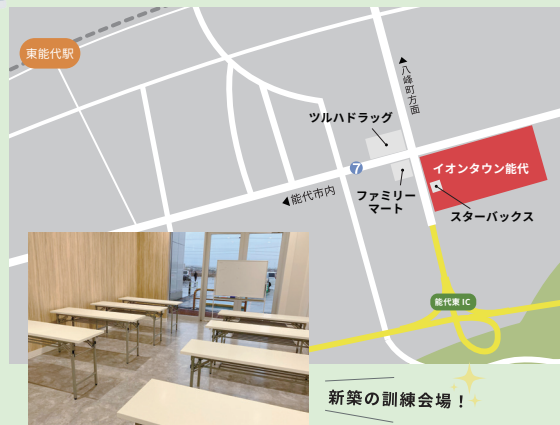 東能代駅
▲八峰町方面
ツルハドラッグ
7
イオンタウン能代
◀能代市内
ファミリー
マート
スターバックス
能代東IC
新築の訓練会場！